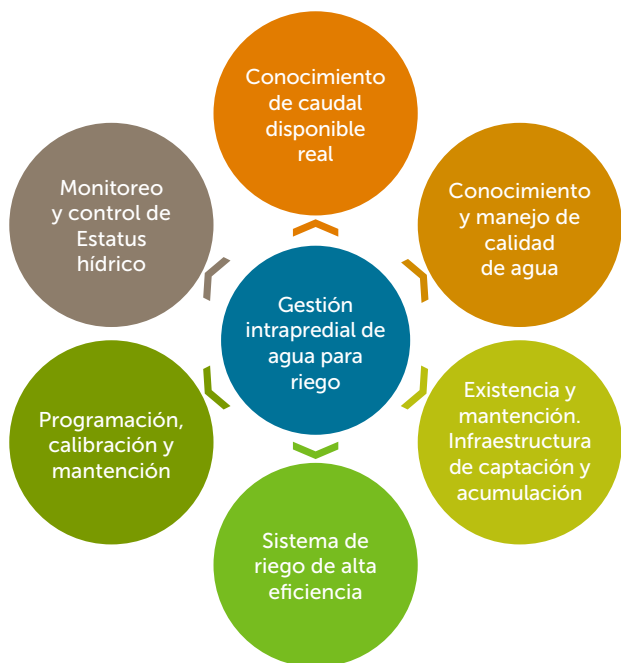 Conocimiento
de caudal
disponible
real
Conocimiento
y manejo de
calidad
de agua
Existencia y
mantención.
Infraestructura
de captación y
acumulación
Sistema de
riego de alta
eficiencia
Programación,
calibración y
mantención
Monitoreo
y control de
Estatus
hídrico
Gestión
intrapredial de
agua para
riego